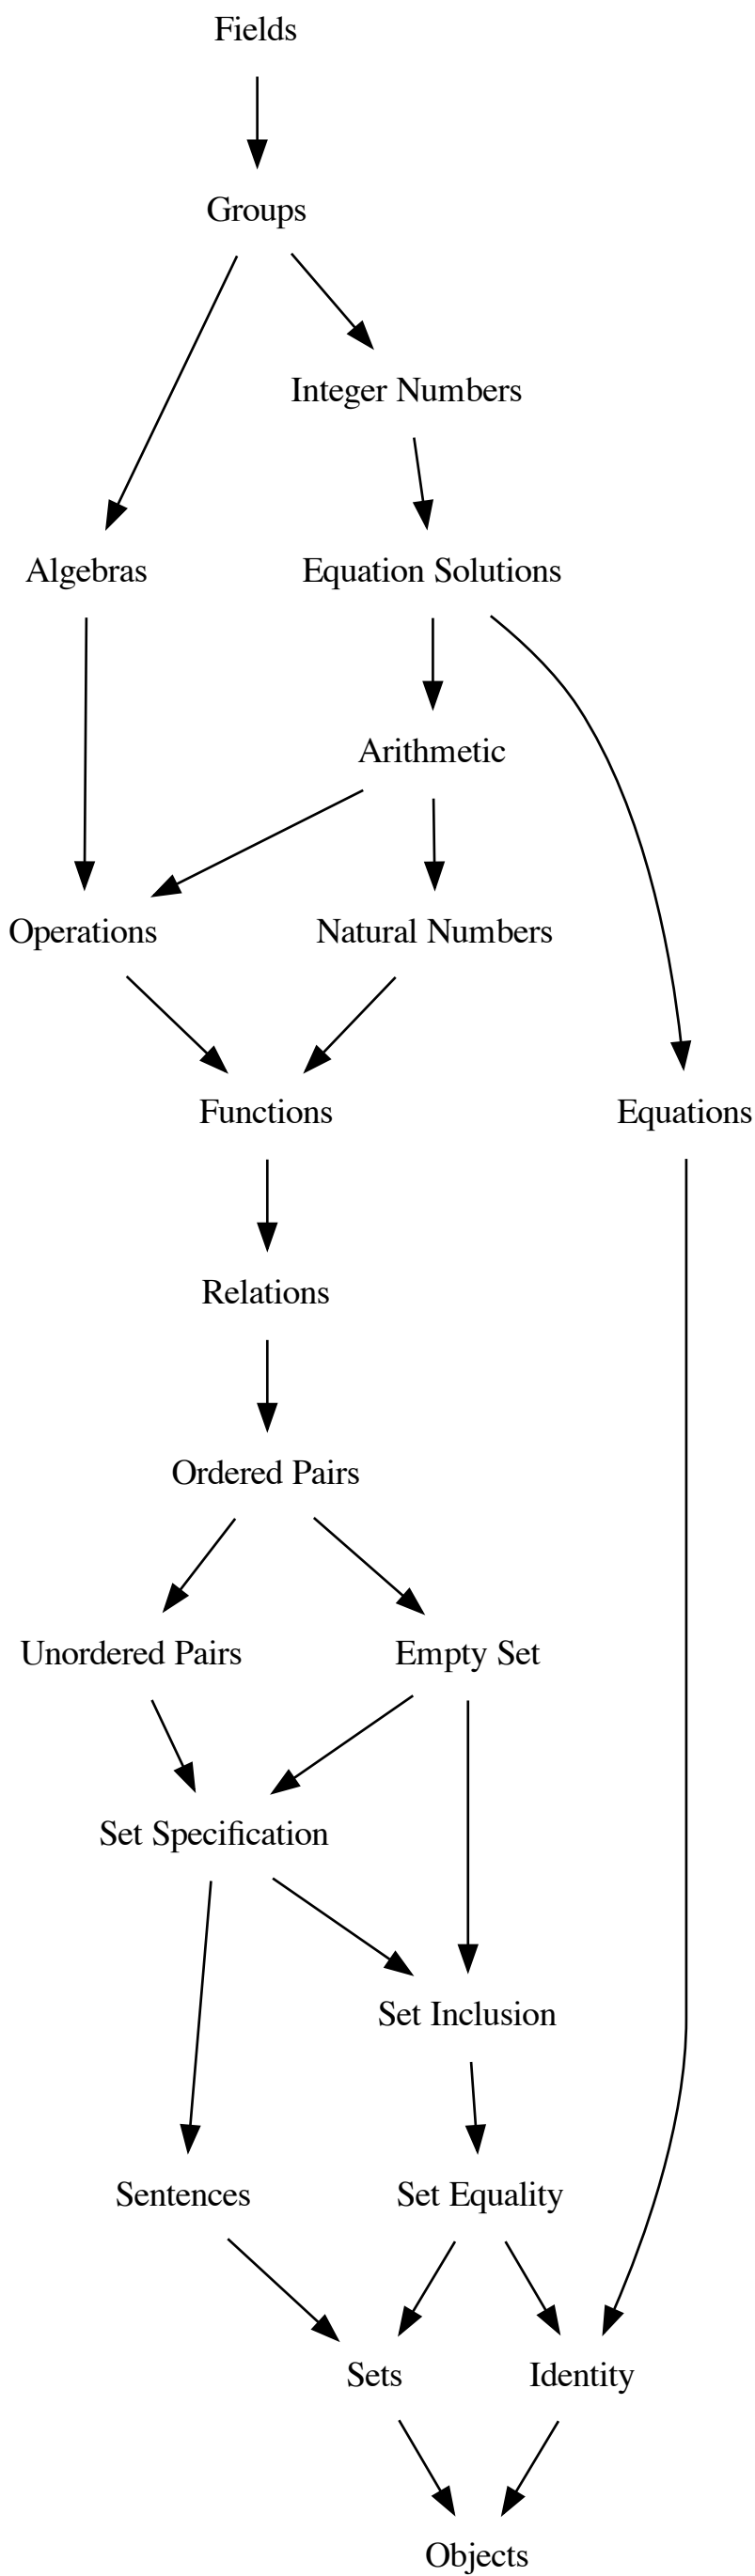 Fields
Groups
Integer Numbers
Algebras
Equation Solutions
Arithmetic
Operations
Natural Numbers
Functions
Equations
Relations
Ordered Pairs
Unordered Pairs
Empty Set
Set Specification
Set Inclusion
Sentences
Set Equality
Sets
Identity
Objects